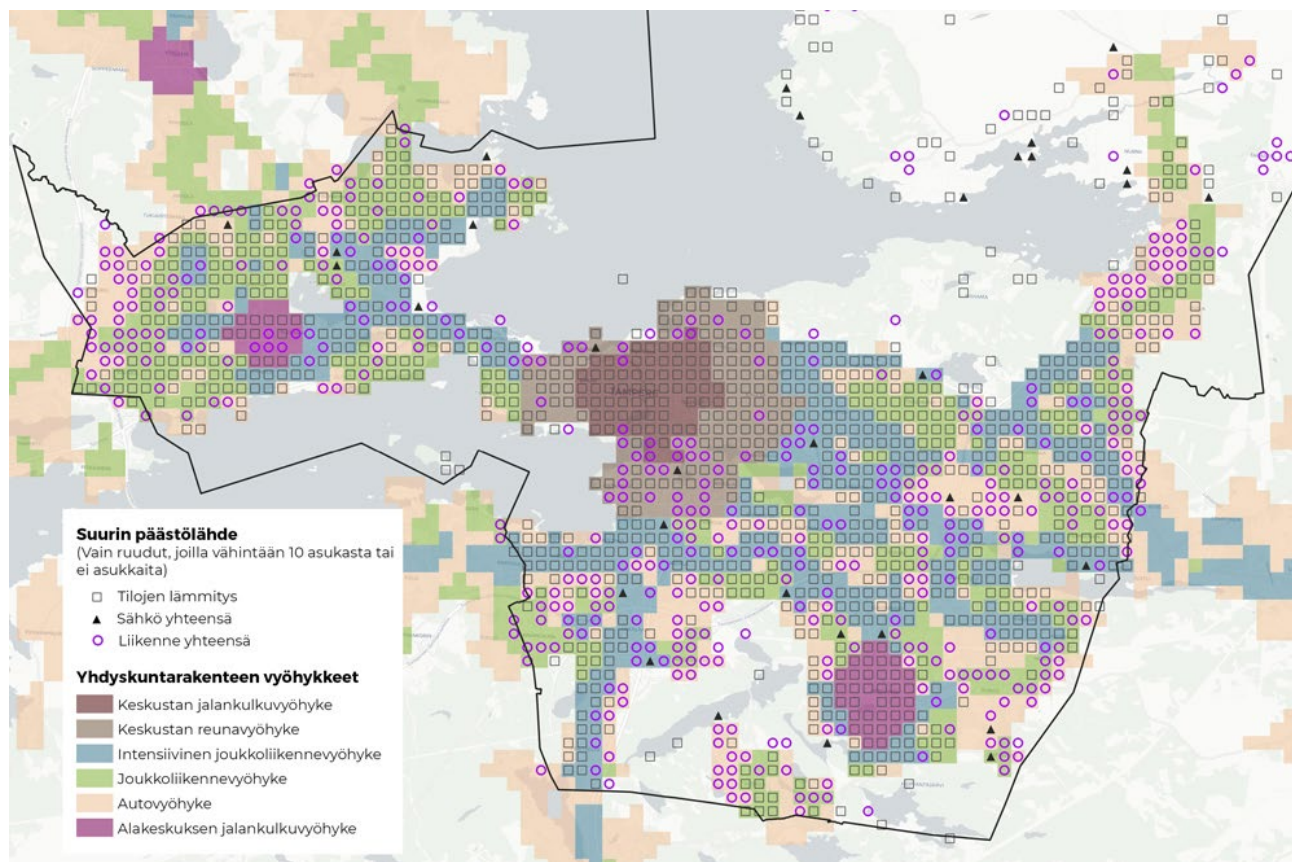 TAMPERE
Suurin päästölähde
(Vain ruudut, joilla vähintään 10 asukasta tai
ei asukkaita)
Tilojen lämmitys
Sähkö yhteensä
Liikenne yhteensä
Yhdyskuntarakenteen vyöhykkeet
Keskustan jalankulkuvyöhyke
Keskustan reunavyöhyke
Intensiivinen joukkoliikennevyöhyke
Joukkoliikennevyöhyke
Autovyöhyke
Alakeskuksen jalankulkuvyöhyke